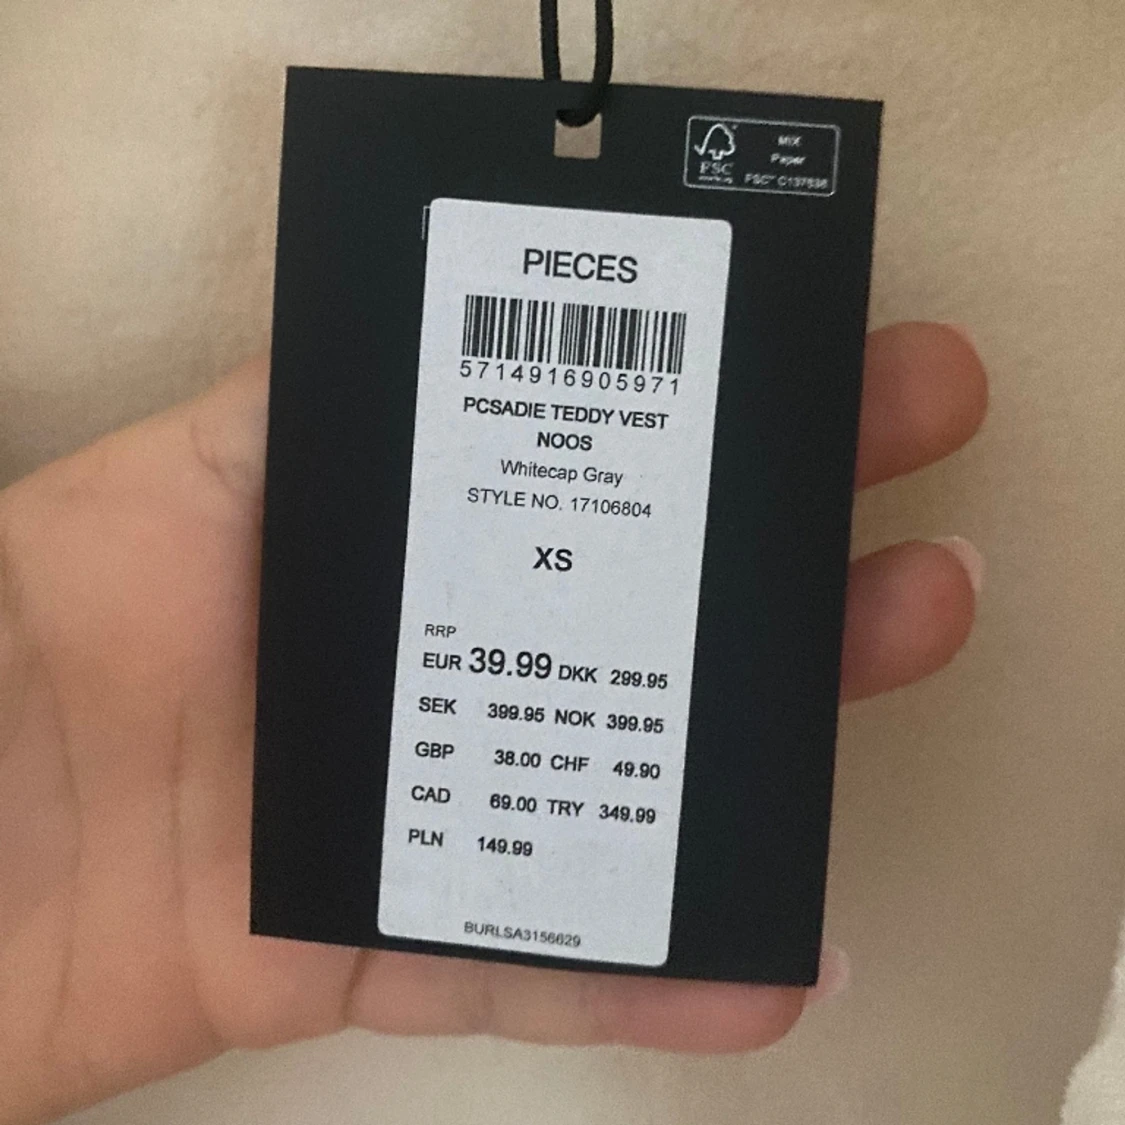 FSC
MIX
Paper
PIECES
5714916905971
PCSADIE TEDDY VEST
NOOS
Whitecap Gray
STYLE NO. 17106804
XS
RRP
EUR 39.99 DKK 299.95
SEK 399.95 NOK 399.95
GBP 38.00 CHF 49.90
CAD 69.00 TRY 349.99
PLN 149.99
BURLSA3156629